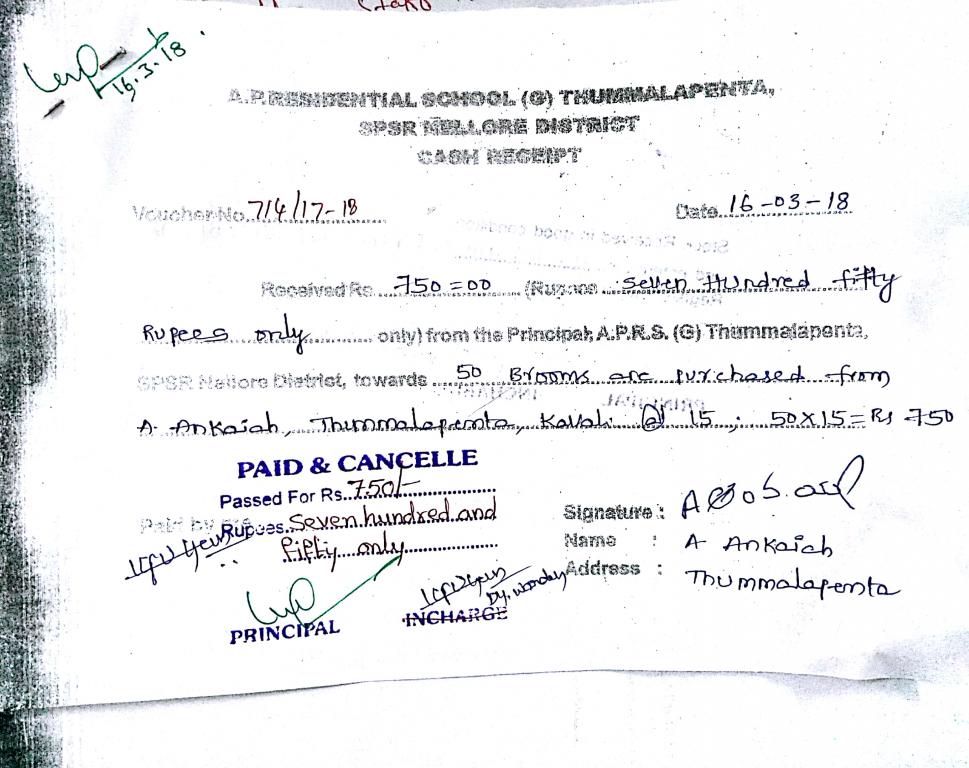 16.3.18.
A.P.RESIDENTIAL SCHOOL (G) THUMMALAPENTA,
SPSR NELLORE DISTRICT
CASH RECEIPT
Voucher No. 714/17-18 Date. 16-03-18
Received Rs. 750=00 (Rupees seven Hundred fifty
Rupees only only) from the Principal, A.P.R.S. (G) Thummalapenta,
SPSR Nellore District, towards 50 Brooms are purchased from
A. Ankaiah, Thummalapenta, Kavali @ 15 ; 50x15=Rs 750
PAID & CANCELLE
Passed For Rs. 750/-
Paid by me
Rupees. Seven hundred and
fifty only
Signature :
Name : A Ankaiah
Address : Thummalapenta
PRINCIPAL
Dy. warden
INCHARGE